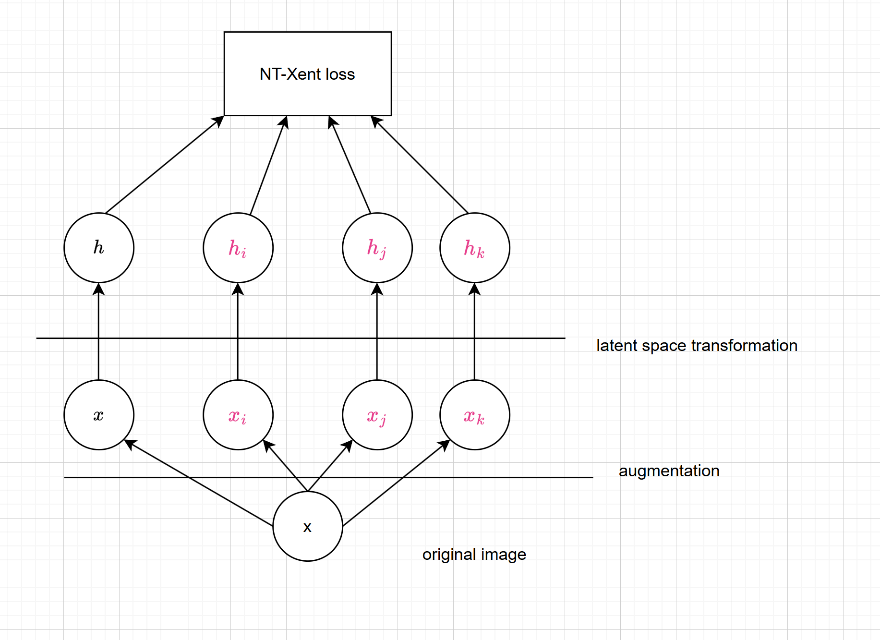 NT-Xent loss
h
h_i
h_j
h_k
latent space transformation
x
x_i
x_j
x_k
augmentation
x
original image